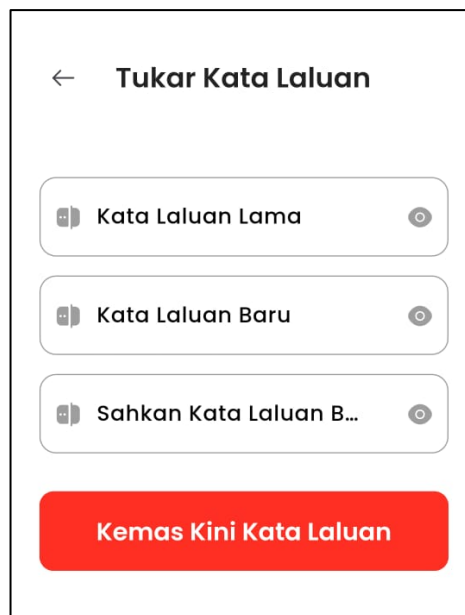 Tukar Kata Laluan
Kata Laluan Lama
Kata Laluan Baru
Sahkan Kata Laluan B...
Kemas Kini Kata Laluan